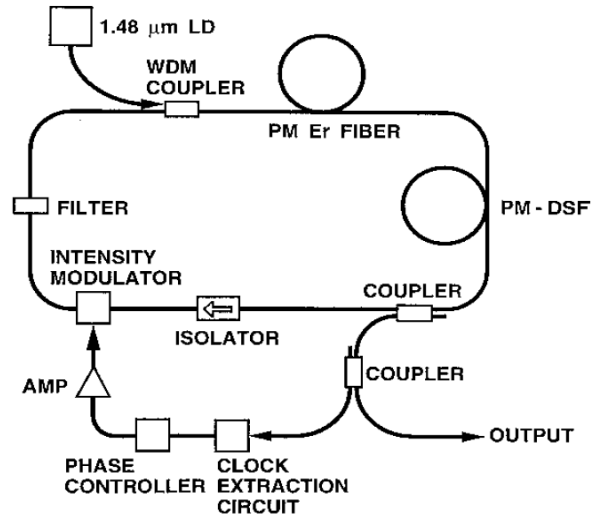 1.48 μm LD
WDM
COUPLER
PM Er FIBER
FILTER
PM - DSF
INTENSITY
MODULATOR
COUPLER
ISOLATOR
COUPLER
AMP
OUTPUT
PHASE
CONTROLLER
CLOCK
EXTRACTION
CIRCUIT